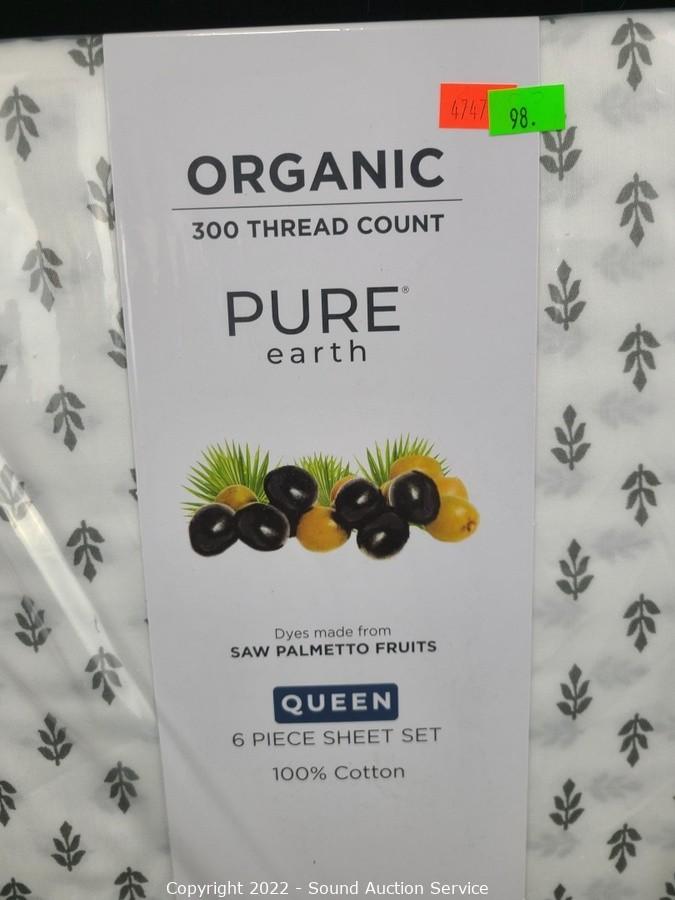 4747
98.
ORGANIC
300 THREAD COUNT
PURE®
earth
Dyes made from
SAW PALMETTO FRUITS
QUEEN
6 PIECE SHEET SET
100% Cotton
Copyright 2022 - Sound Auction Service